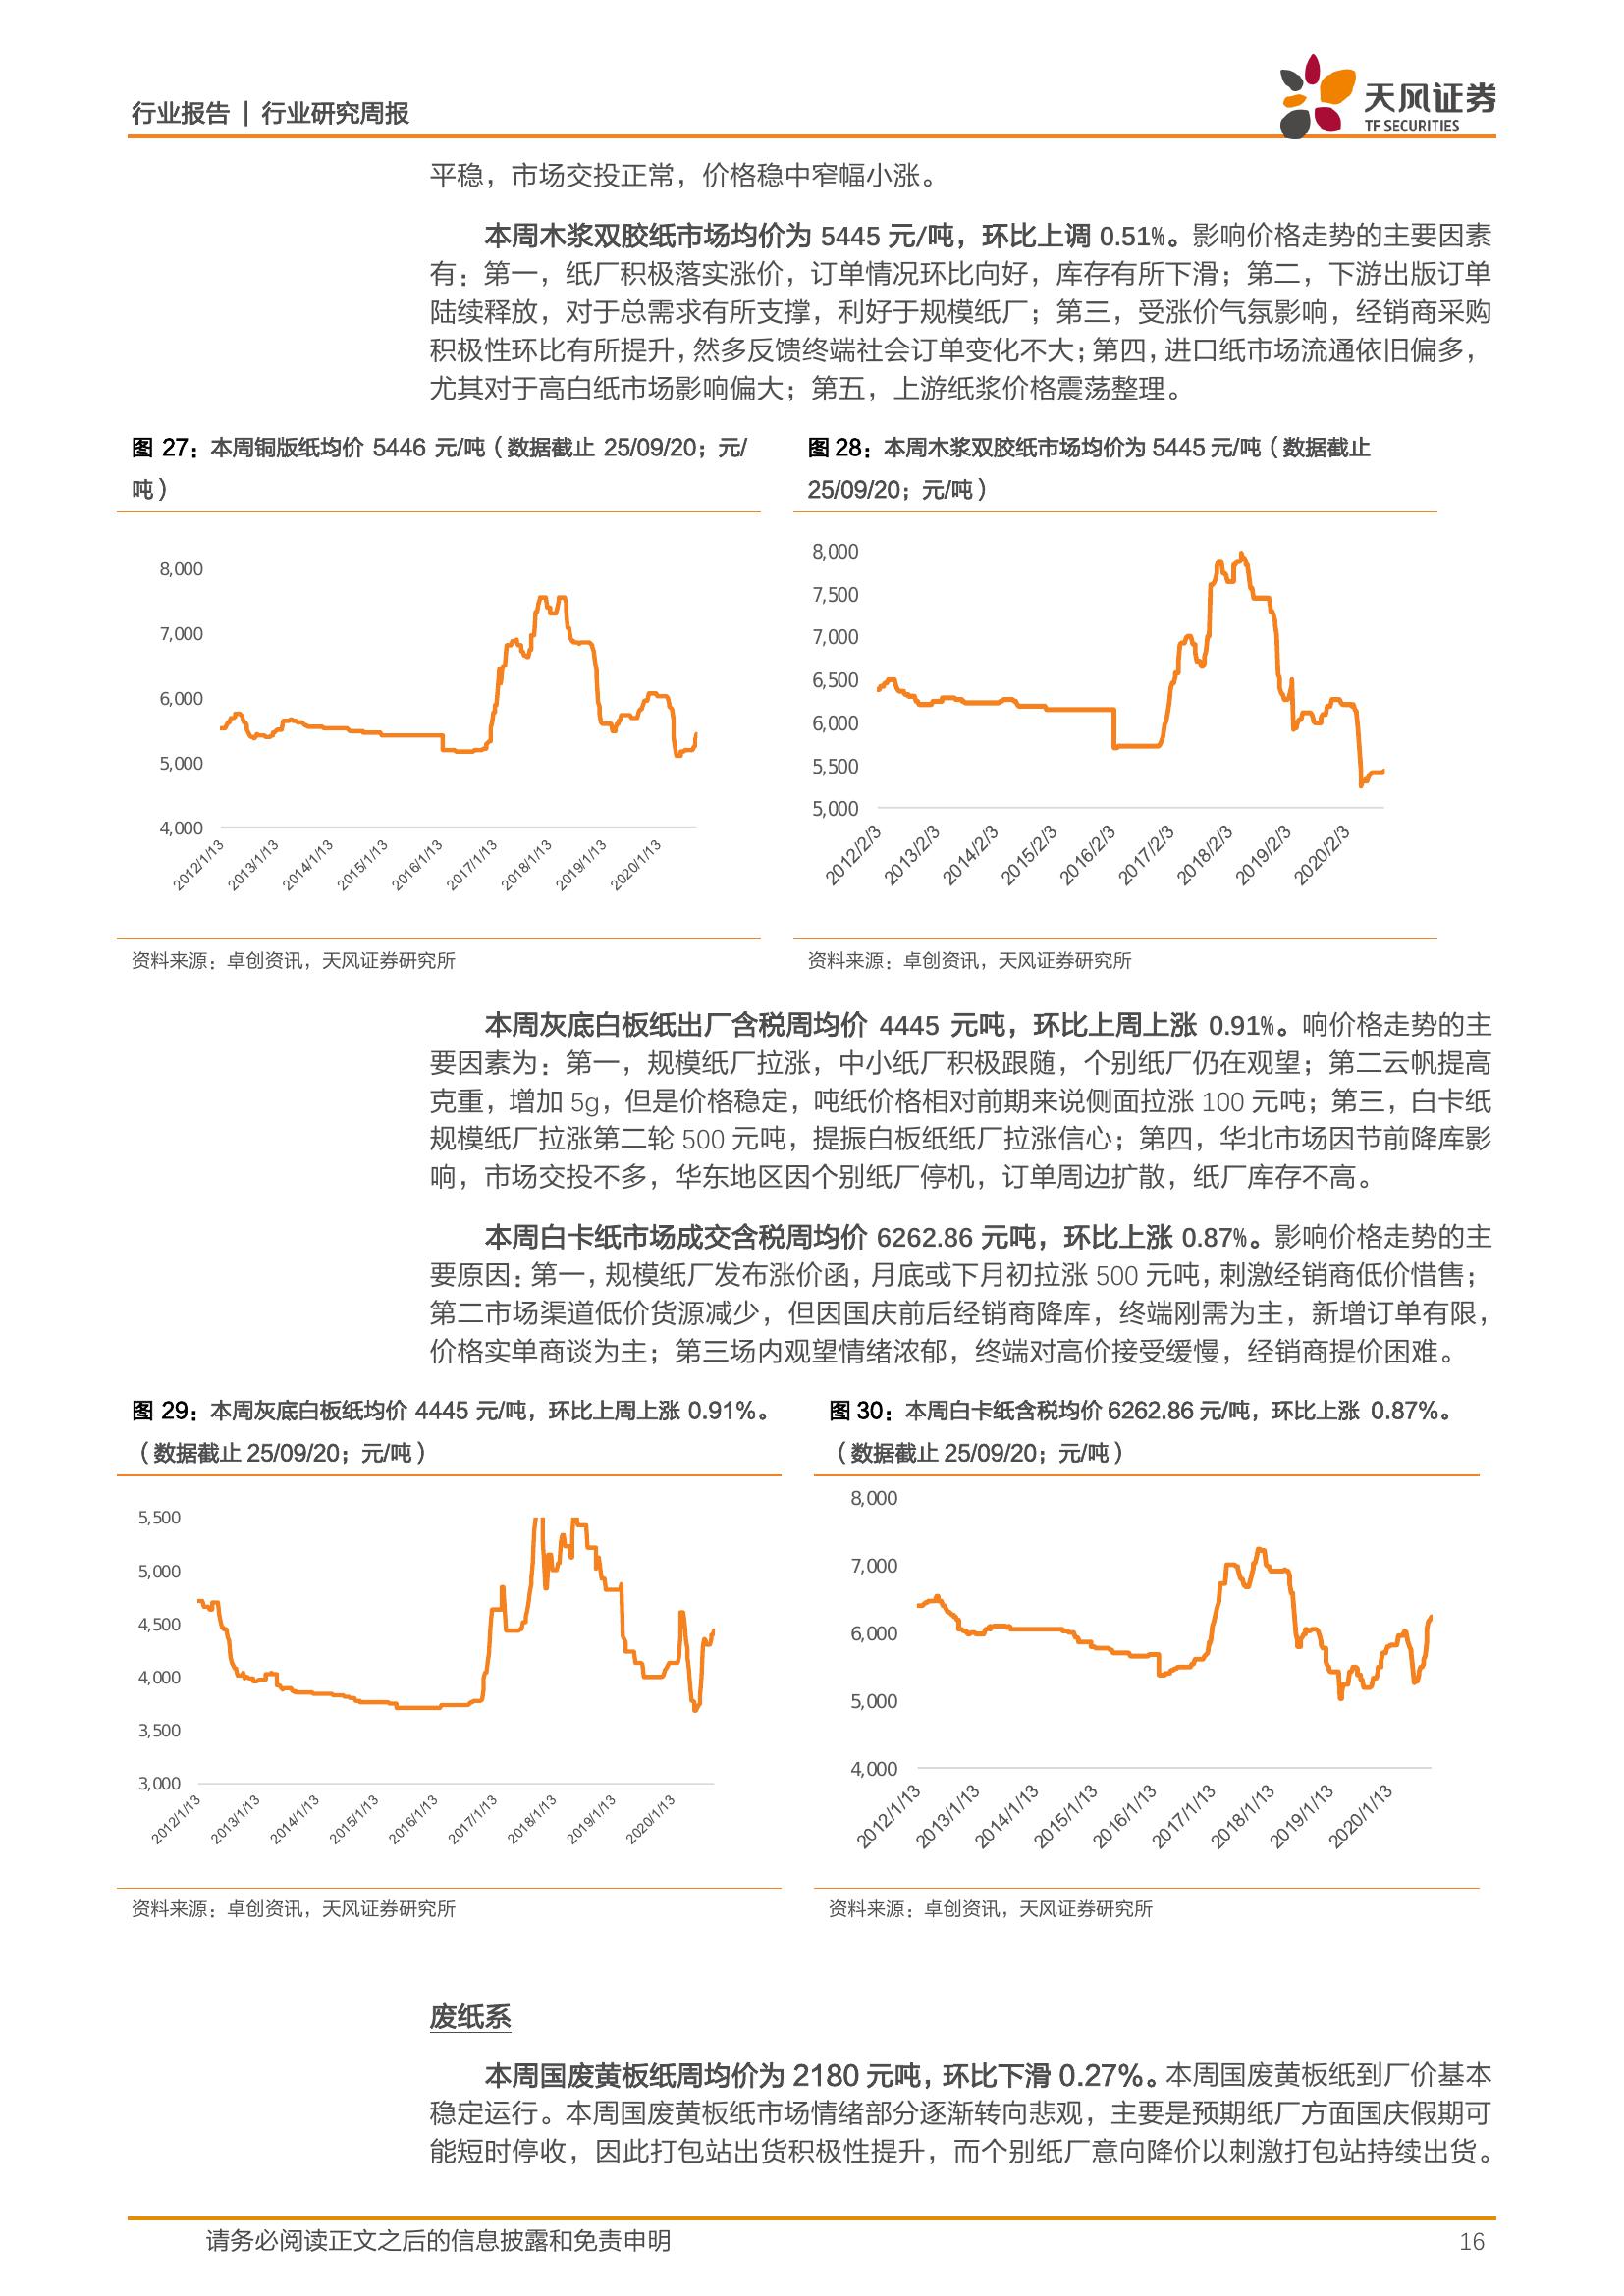 行业报告 | 行业研究周报
天风证券
TF SECURITIES
平稳，市场交投正常，价格稳中窄幅小涨。
本周木浆双胶纸市场均价为 5445 元/吨，环比上调 0.51%。影响价格走势的主要因素
有：第一，纸厂积极落实涨价，订单情况环比向好，库存有所下滑；第二，下游出版订单
陆续释放，对于总需求有所支撑，利好于规模纸厂；第三，受涨价气氛影响，经销商采购
积极性环比有所提升，然多反馈终端社会订单变化不大；第四，进口纸市场流通依旧偏多，
尤其对于高白纸市场影响偏大；第五，上游纸浆价格震荡整理。
图 27：本周铜版纸均价 5446 元/吨（数据截止 25/09/20；元/
吨）
8,000
7,000
6,000
5,000
4,000
2012/1/13 2013/1/13 2014/1/13 2015/1/13 2016/1/13 2017/1/13 2018/1/13 2019/1/13 2020/1/13
资料来源：卓创资讯，天风证券研究所
图 28：本周木浆双胶纸市场均价为 5445 元/吨（数据截止
25/09/20；元/吨）
8,000
7,500
7,000
6,500
6,000
5,500
5,000
2012/2/3 2013/2/3 2014/2/3 2015/2/3 2016/2/3 2017/2/3 2018/2/3 2019/2/3 2020/2/3
资料来源：卓创资讯，天风证券研究所
本周灰底白板纸出厂含税周均价 4445 元吨，环比上周上涨 0.91%。响价格走势的主
要因素为：第一，规模纸厂拉涨，中小纸厂积极跟随，个别纸厂仍在观望；第二云帆提高
克重，增加 5g，但是价格稳定，吨纸价格相对前期来说侧面拉涨 100 元吨；第三，白卡纸
规模纸厂拉涨第二轮 500 元吨，提振白板纸纸厂拉涨信心；第四，华北市场因节前降库影
响，市场交投不多，华东地区因个别纸厂停机，订单周边扩散，纸厂库存不高。
本周白卡纸市场成交含税周均价 6262.86 元吨，环比上涨 0.87%。影响价格走势的主
要原因：第一，规模纸厂发布涨价函，月底或下月初拉涨 500 元吨，刺激经销商低价惜售；
第二市场渠道低价货源减少，但因国庆前后经销商降库，终端刚需为主，新增订单有限，
价格实单商谈为主；第三场内观望情绪浓郁，终端对高价接受缓慢，经销商提价困难。
图 29：本周灰底白板纸均价 4445 元/吨，环比上周上涨 0.91%。
（数据截止 25/09/20；元/吨）
5,500
5,000
4,500
4,000
3,500
3,000
2012/1/13 2013/1/13 2014/1/13 2015/1/13 2016/1/13 2017/1/13 2018/1/13 2019/1/13 2020/1/13
资料来源：卓创资讯，天风证券研究所
图 30：本周白卡纸含税均价 6262.86 元/吨，环比上涨 0.87%。
（数据截止 25/09/20；元/吨）
8,000
7,000
6,000
5,000
4,000
2012/1/13 2013/1/13 2014/1/13 2015/1/13 2016/1/13 2017/1/13 2018/1/13 2019/1/13 2020/1/13
资料来源：卓创资讯，天风证券研究所
废纸系
本周国废黄板纸周均价为 2180 元吨，环比下滑 0.27%。本周国废黄板纸到厂价基本
稳定运行。本周国废黄板纸市场情绪部分逐渐转向悲观，主要是预期纸厂方面国庆假期可
能短时停收，因此打包站出货积极性提升，而个别纸厂意向降价以刺激打包站持续出货。
请务必阅读正文之后的信息披露和免责申明
16